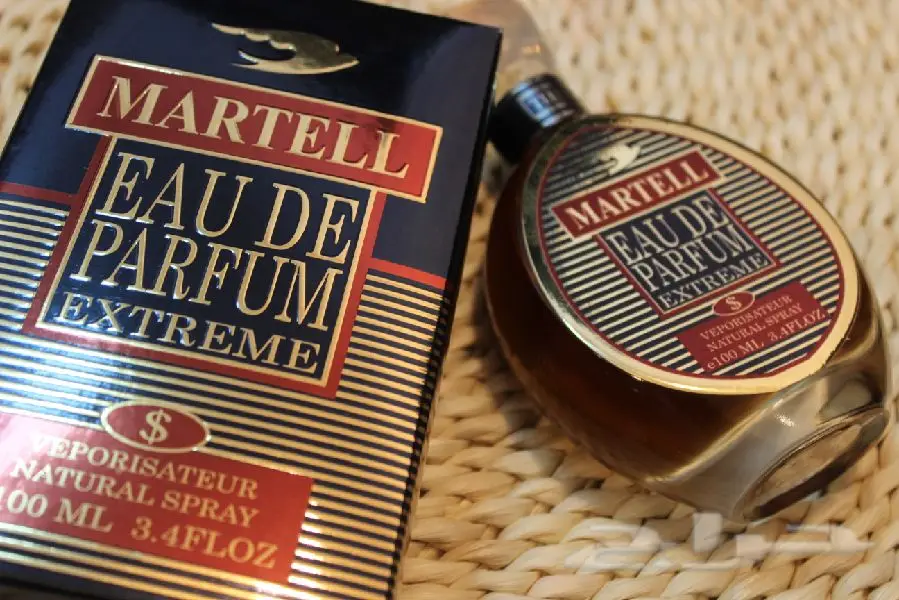 MARTELL
EAU DE
PARFUM
EXTREME
$
VEPORISATEUR
NATURAL SPRAY
100 ML 3.4FLOZ
MARTELL
EAU DE
PARFUM
EXTREME
$
VEPORISATEUR
NATURAL SPRAY
e100 ML 3.4FLOZ
حراج